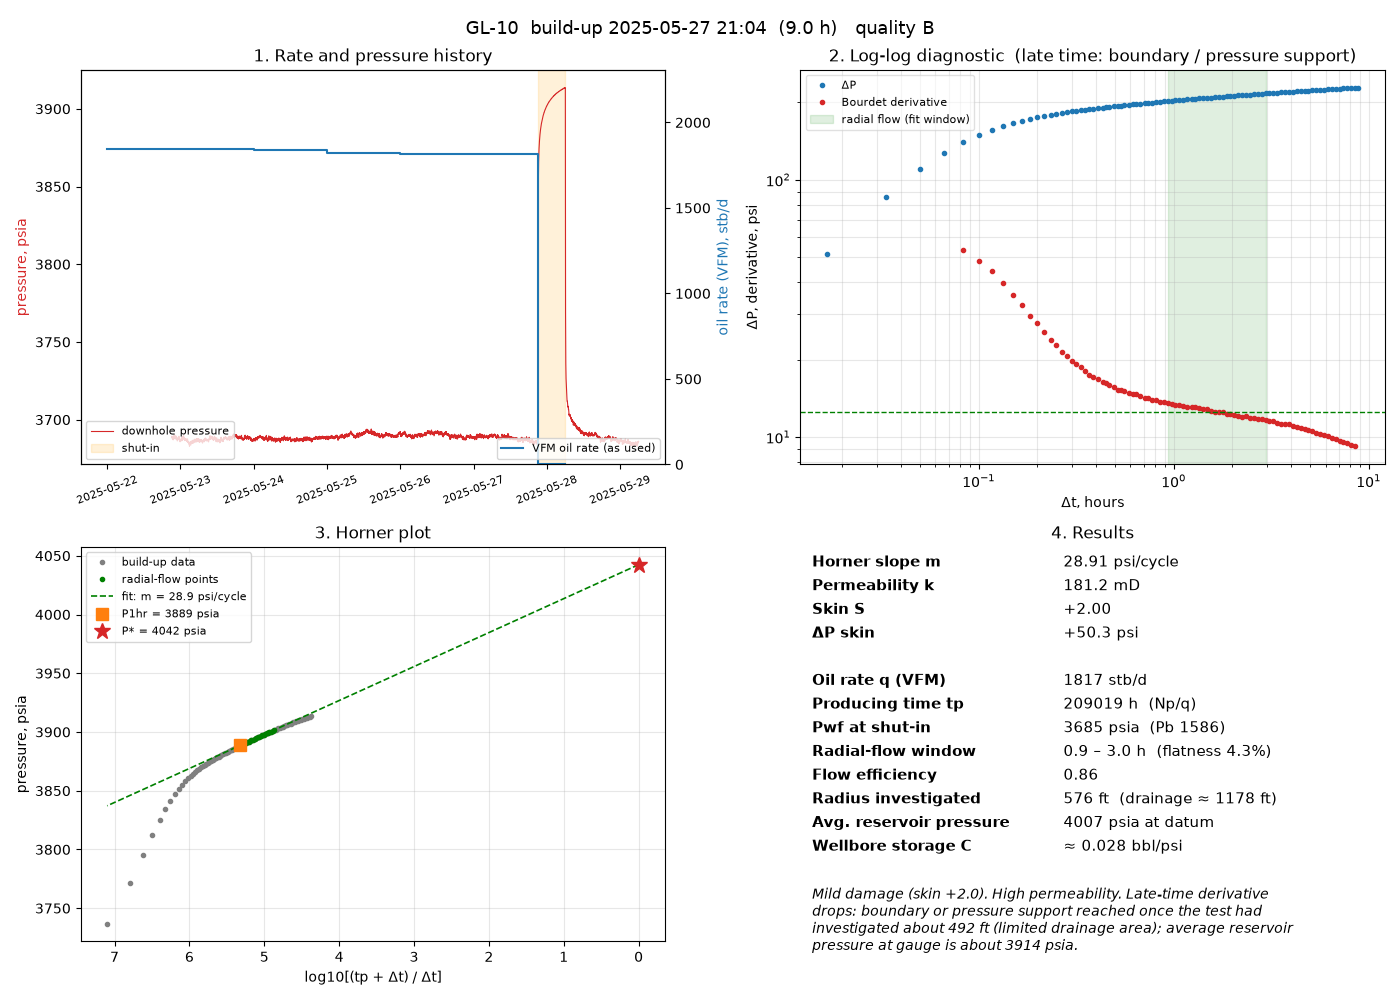 GL-10 build-up 2025-05-27 21:04 (9.0 h) quality B
1. Rate and pressure history
3900
3850
3800
3750
3700
pressure, psia
2000
1500
1000
500
0
oil rate (VFM), stb/d
downhole pressure
shut-in
VFM oil rate (as used)
2025-05-22
2025-05-23
2025-05-24
2025-05-25
2025-05-26
2025-05-27
2025-05-28
2025-05-29
2. Log-log diagnostic (late time: boundary / pressure support)
ΔP
Bourdet derivative
radial flow (fit window)
10²
10¹
ΔP, derivative, psi
10⁻¹
10⁰
10¹
Δt, hours
3. Horner plot
4050
4000
3950
3900
3850
3800
3750
pressure, psia
build-up data
radial-flow points
fit: m = 28.9 psi/cycle
P1hr = 3889 psia
P* = 4042 psia
7
6
5
4
3
2
1
0
log10[(tp + Δt) / Δt]
4. Results
Horner slope m 28.91 psi/cycle
Permeability k 181.2 mD
Skin S +2.00
ΔP skin +50.3 psi
Oil rate q (VFM) 1817 stb/d
Producing time tp 209019 h (Np/q)
Pwf at shut-in 3685 psia (Pb 1586)
Radial-flow window 0.9 – 3.0 h (flatness 4.3%)
Flow efficiency 0.86
Radius investigated 576 ft (drainage ≈ 1178 ft)
Avg. reservoir pressure 4007 psia at datum
Wellbore storage C ≈ 0.028 bbl/psi
Mild damage (skin +2.0). High permeability. Late-time derivative
drops: boundary or pressure support reached once the test had
investigated about 492 ft (limited drainage area); average reservoir
pressure at gauge is about 3914 psia.